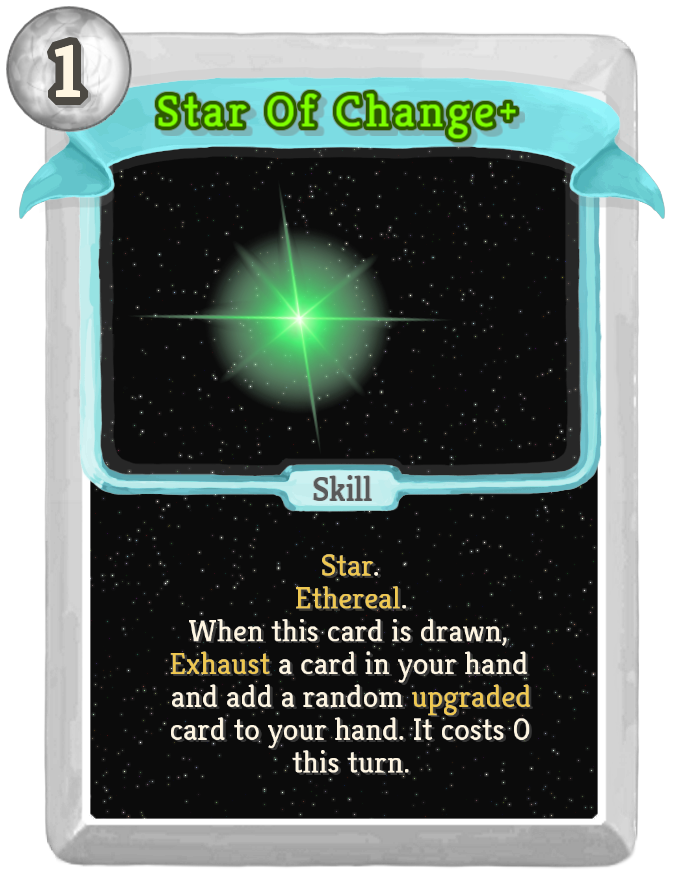 1
Star Of Change+
Skill
Star.
Ethereal.
When this card is drawn,
Exhaust a card in your hand
and add a random upgraded
card to your hand. It costs 0
this turn.